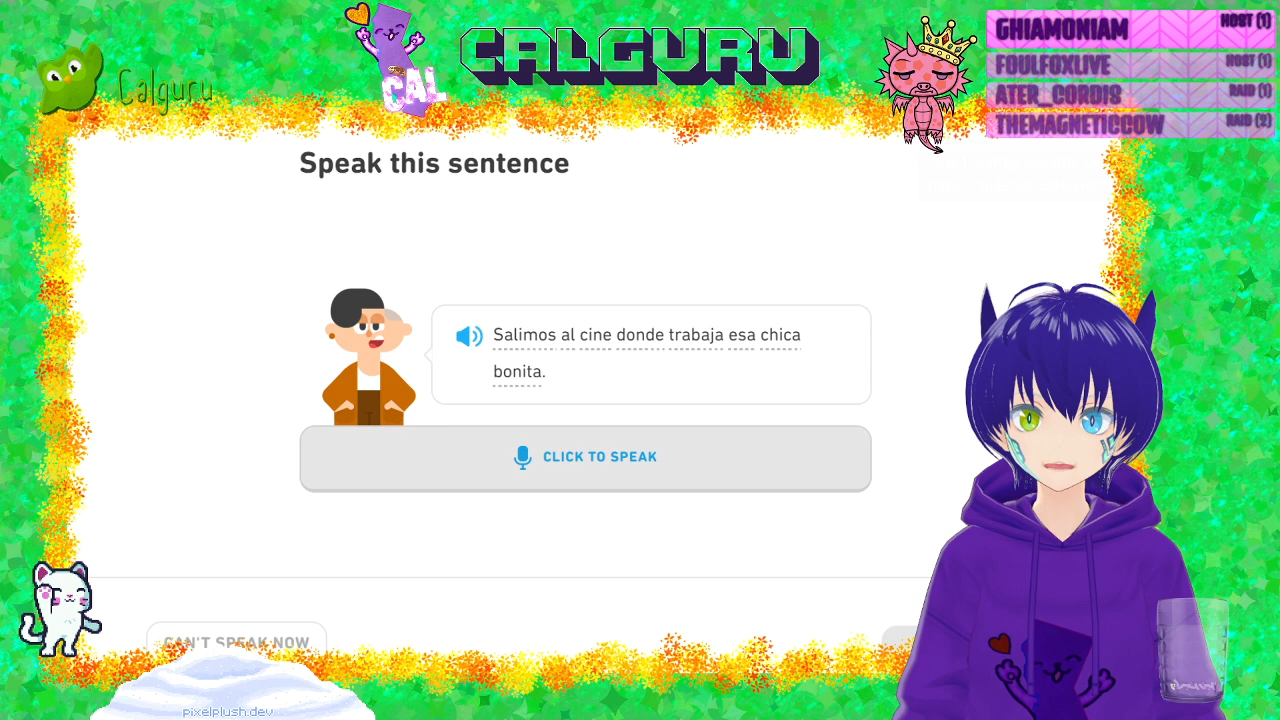 Calguru
CAL
CALGURU
GHIAMONIAM HOST (1)
FOULFOXLIVE HOST (1)
ATER_CORDIS RAID (1)
THEMAGNETICCOW RAID (2)
Speak this sentence
Salimos al cine donde trabaja esa chica
bonita.
CLICK TO SPEAK
CAN'T SPEAK NOW
pixelplush.dev